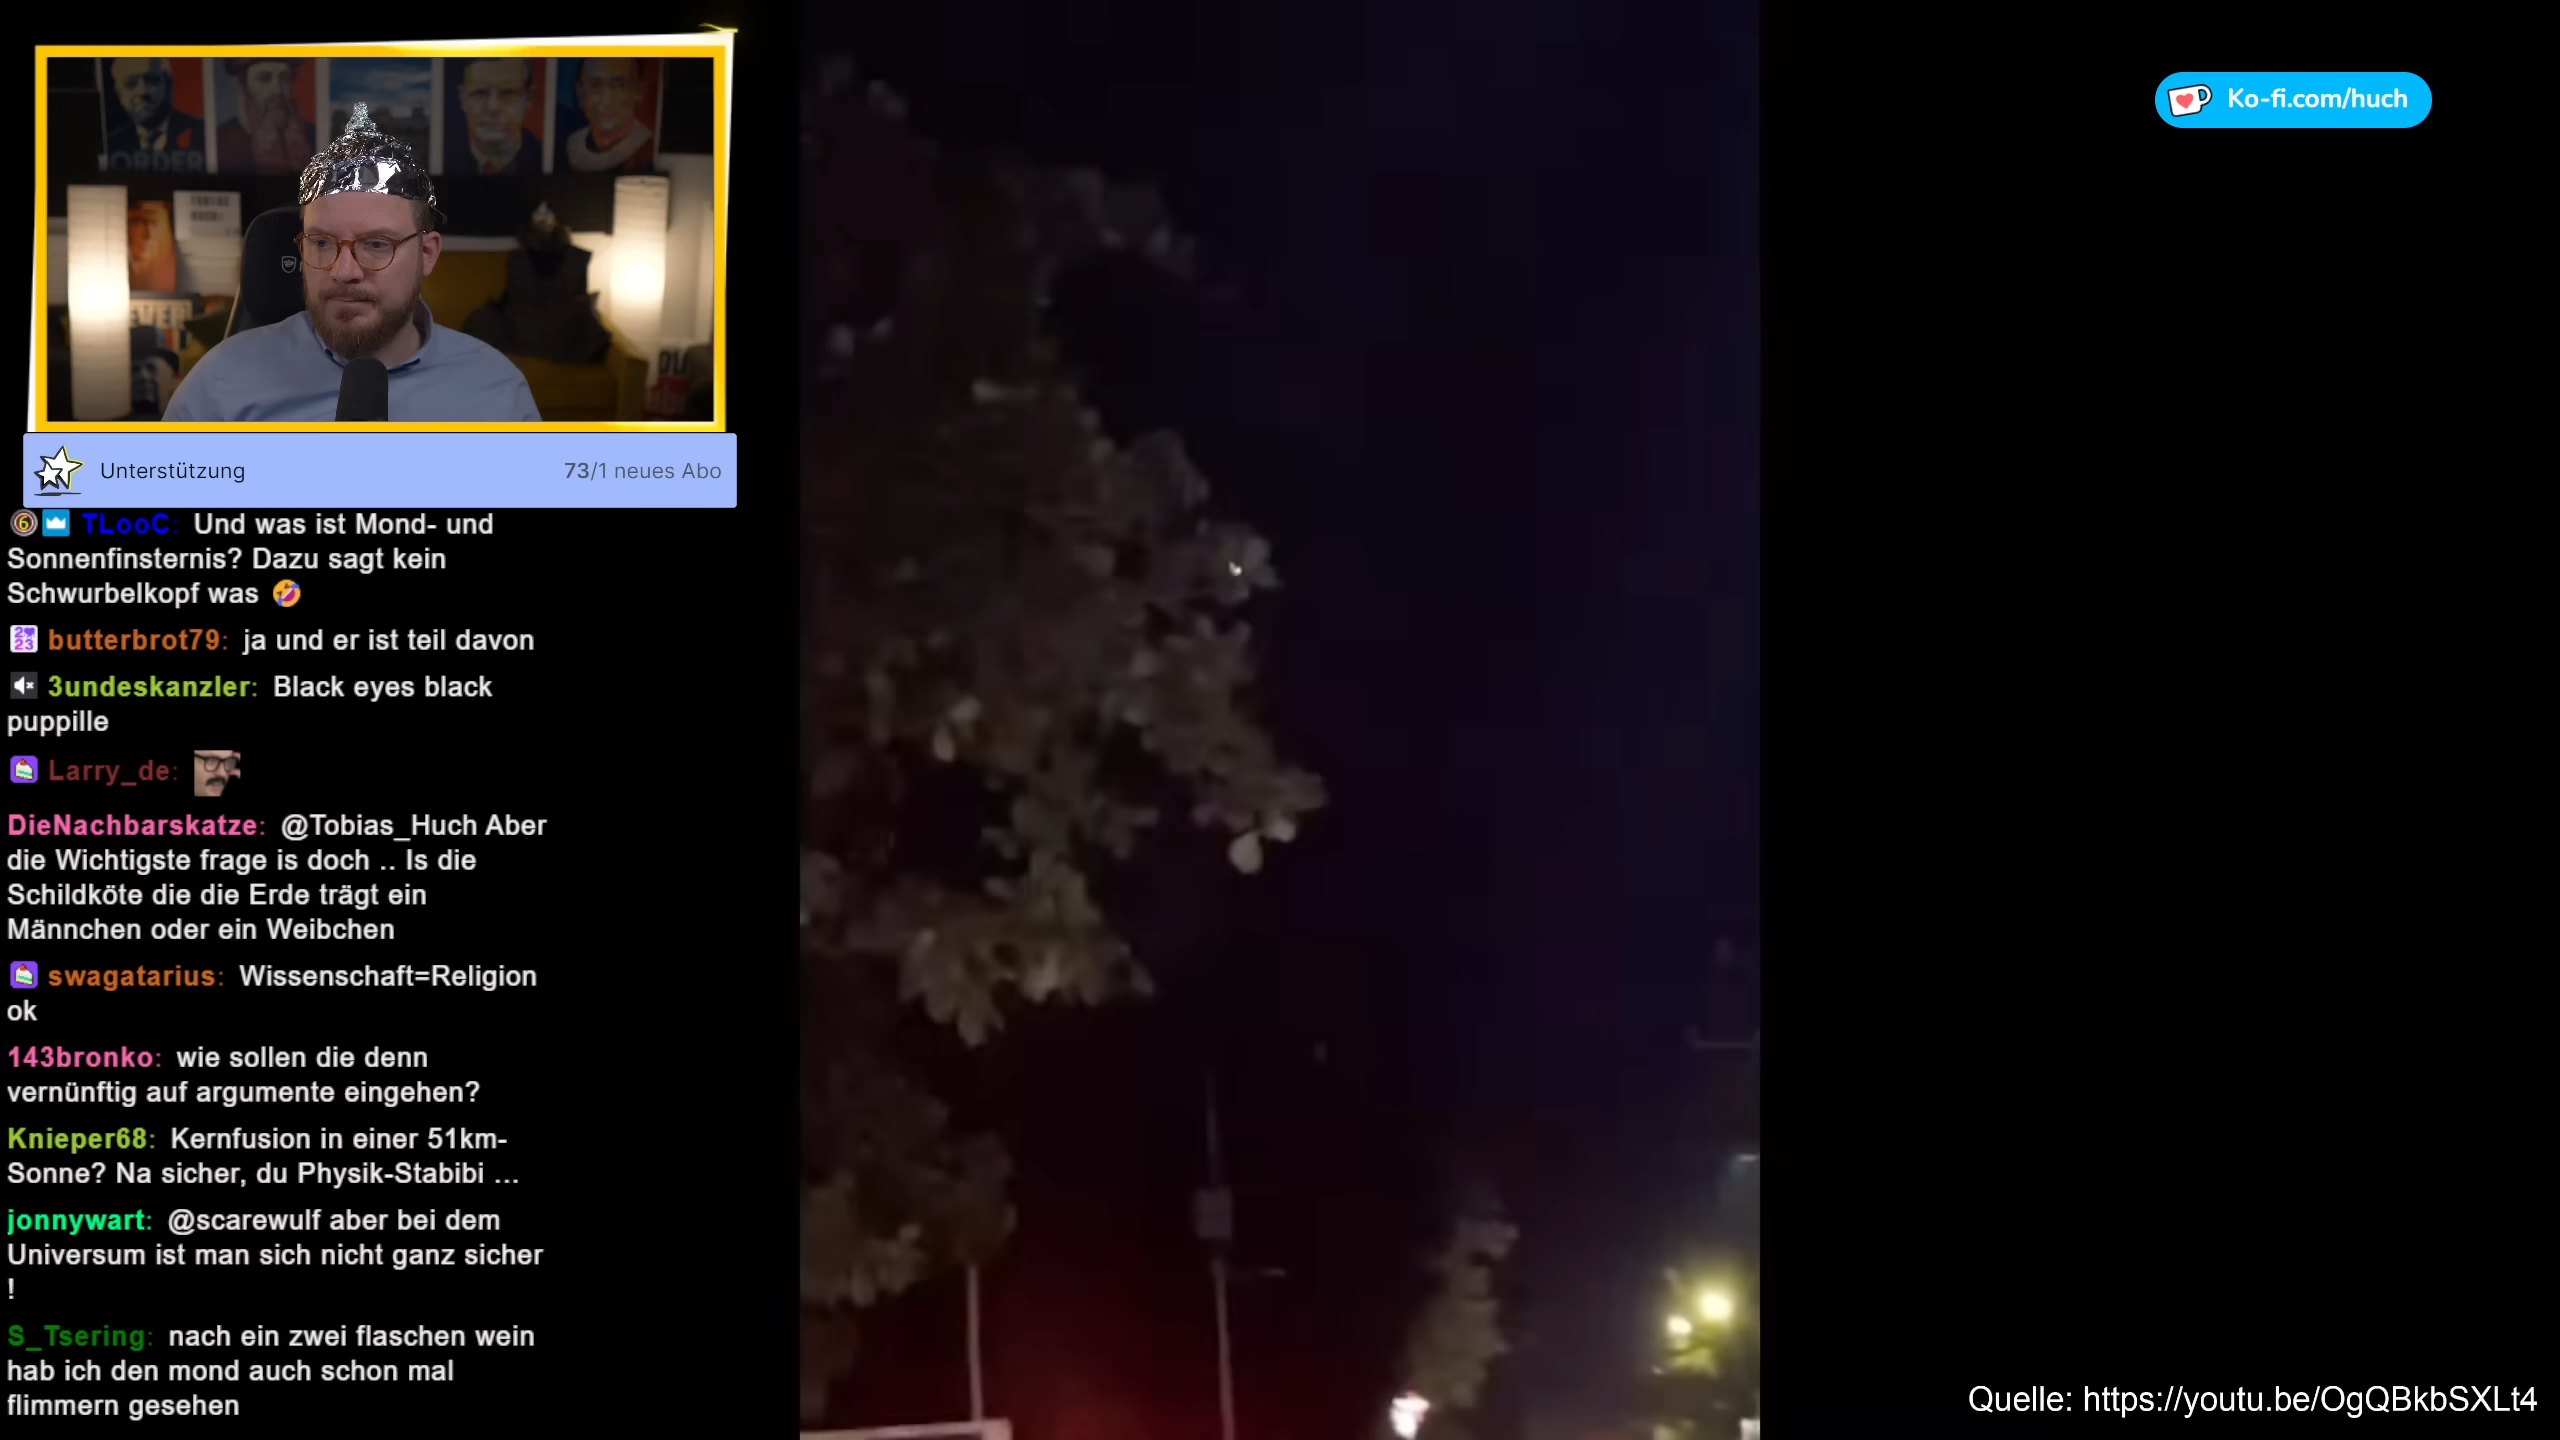 ORDER
Unterstützung
73/1 neues Abo
TLooC: Und was ist Mond- und
Sonnenfinsternis? Dazu sagt kein
Schwurbelkopf was 🤣
butterbrot79: ja und er ist teil davon
3undeskanzler: Black eyes black
puppille
Larry_de:
DieNachbarskatze: @Tobias_Huch Aber
die Wichtigste frage is doch .. Is die
Schildköte die die Erde trägt ein
Männchen oder ein Weibchen
swagatarius: Wissenschaft=Religion
ok
143bronko: wie sollen die denn
vernünftig auf argumente eingehen?
Knieper68: Kernfusion in einer 51km-
Sonne? Na sicher, du Physik-Stabibi ...
jonnywart: @scarewulf aber bei dem
Universum ist man sich nicht ganz sicher
!
S_Tsering: nach ein zwei flaschen wein
hab ich den mond auch schon mal
flimmern gesehen
Ko-fi.com/huch
Quelle: https://youtu.be/OgQBkbSXLt4